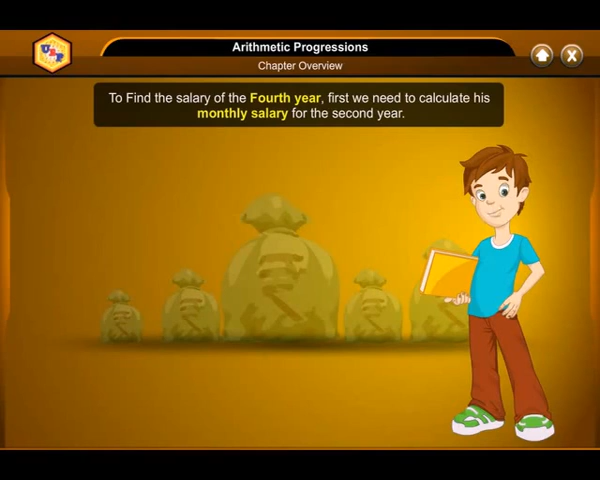 Arithmetic Progressions
Chapter Overview
To Find the salary of the Fourth year, first we need to calculate his
monthly salary for the second year.
X